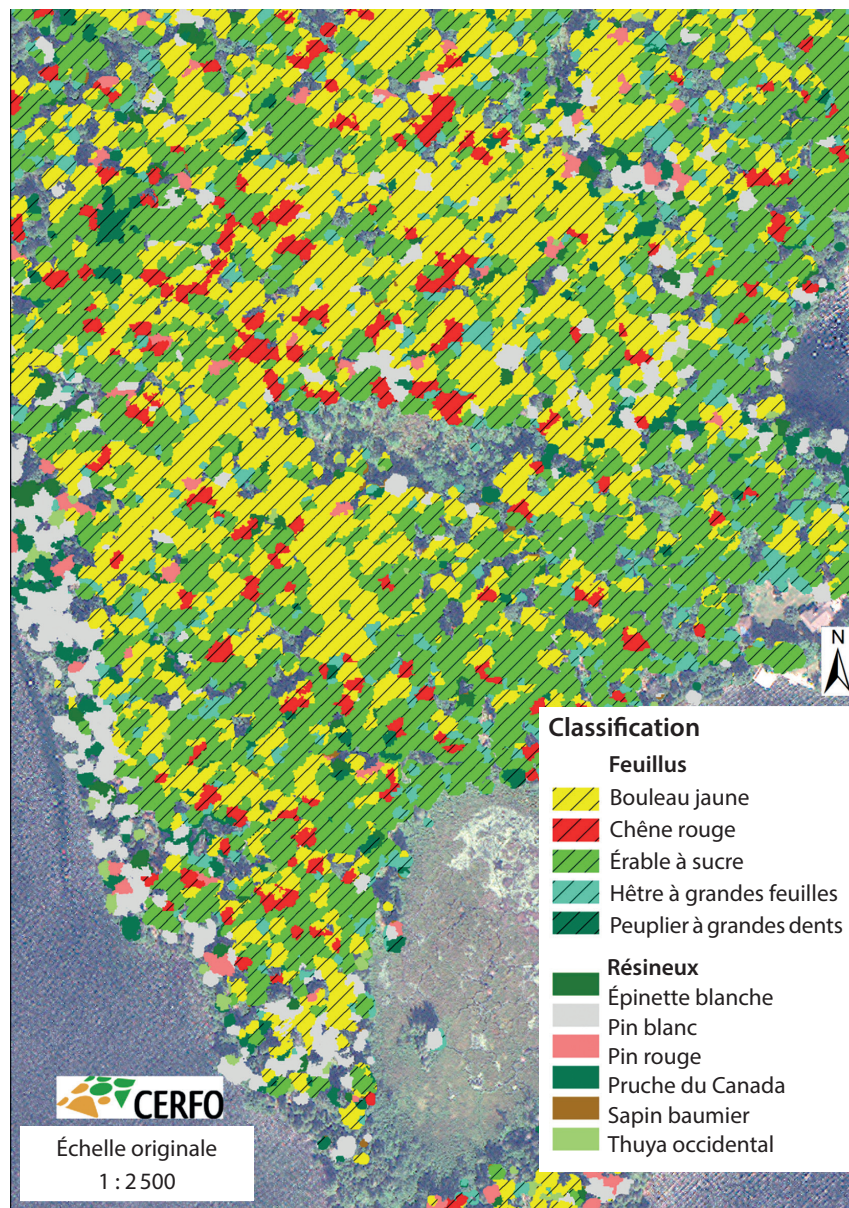 N
Classification
Feuillus
Bouleau jaune
Chêne rouge
Érable à sucre
Hêtre à grandes feuilles
Peuplier à grandes dents
Résineux
Épinette blanche
Pin blanc
Pin rouge
Pruche du Canada
Sapin baumier
Thuya occidental
CERFO
Échelle originale
1 : 2 500